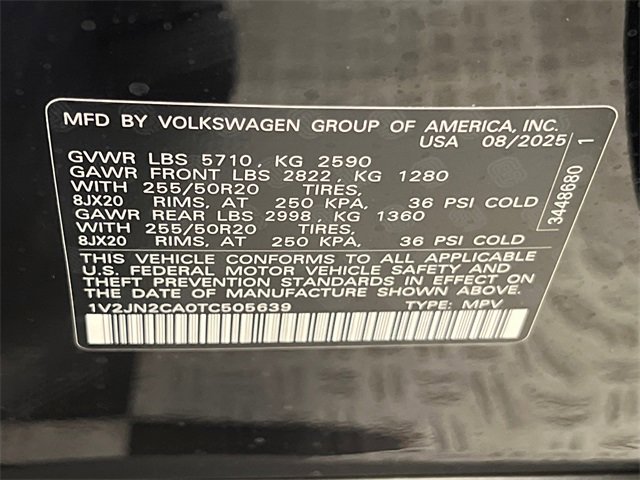 MFD BY VOLKSWAGEN GROUP OF AMERICA, INC.
USA 08/2025
GVWR LBS 5710, KG 2590
GAWR FRONT LBS 2822, KG 1280
WITH 255/50R20 TIRES,
8JX20 RIMS, AT 250 KPA, 36 PSI COLD
GAWR REAR LBS 2998, KG 1360
WITH 255/50R20 TIRES,
8JX20 RIMS, AT 250 KPA, 36 PSI COLD
THIS VEHICLE CONFORMS TO ALL APPLICABLE
U.S. FEDERAL MOTOR VEHICLE SAFETY AND
THEFT PREVENTION STANDARDS IN EFFECT ON
THE DATE OF MANUFACTURE SHOWN ABOVE.
1V2JN2CA0TC505639 TYPE: MPV
3448680 1